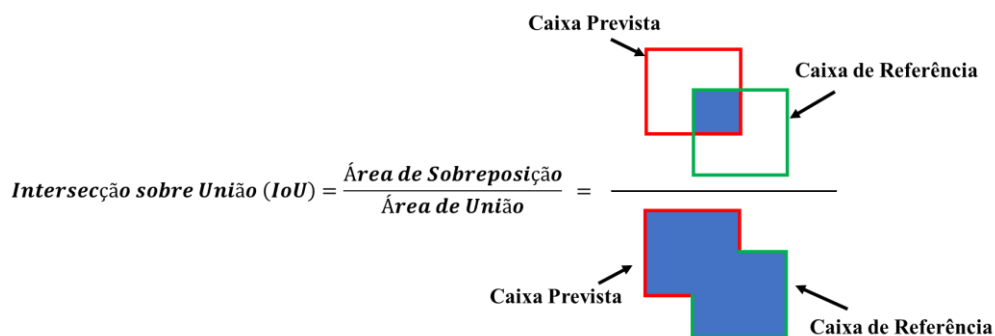 Caixa Prevista
Caixa de Referência
Intersecção sobre União (IoU) = Área de Sobreposição / Área de União =
Caixa Prevista
Caixa de Referência